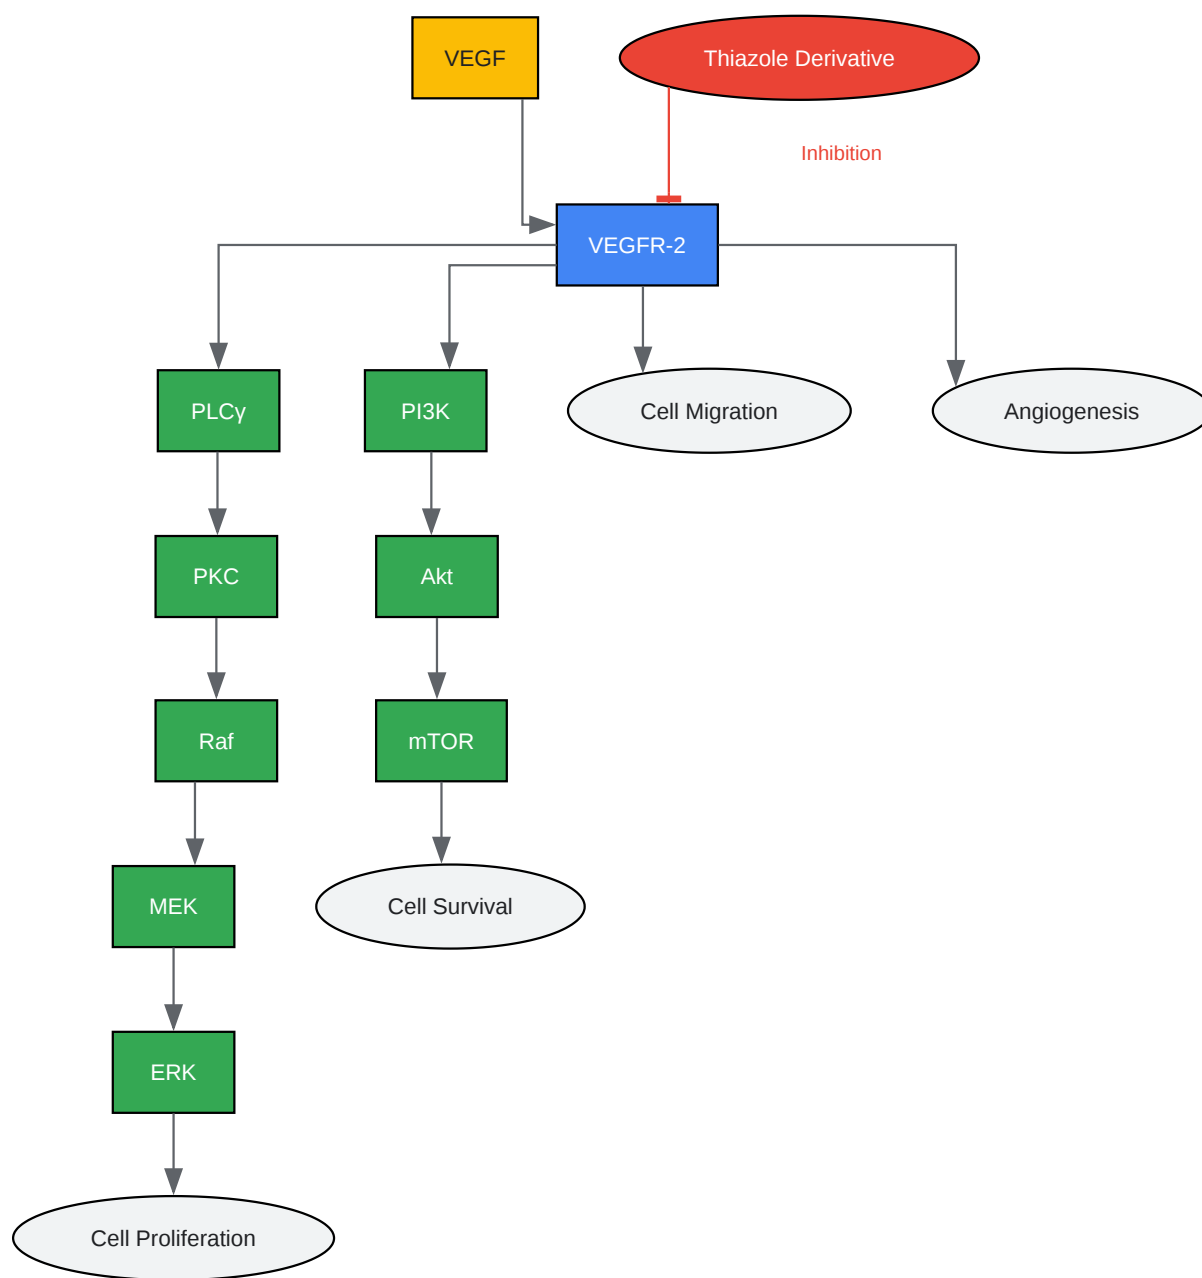 VEGF
Thiazole Derivative
Inhibition
VEGFR-2
PLCγ
PI3K
Cell Migration
Angiogenesis
PKC
Akt
Raf
mTOR
MEK
Cell Survival
ERK
Cell Proliferation